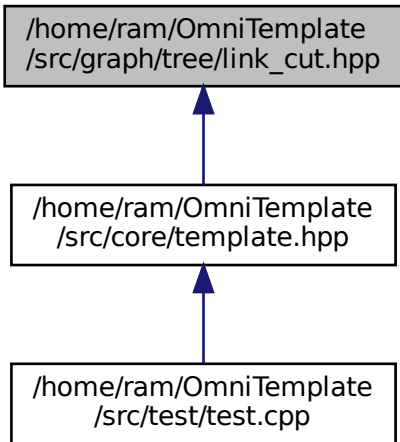 /home/ram/OmniTemplate
/src/graph/tree/link_cut.hpp
/home/ram/OmniTemplate
/src/core/template.hpp
/home/ram/OmniTemplate
/src/test/test.cpp